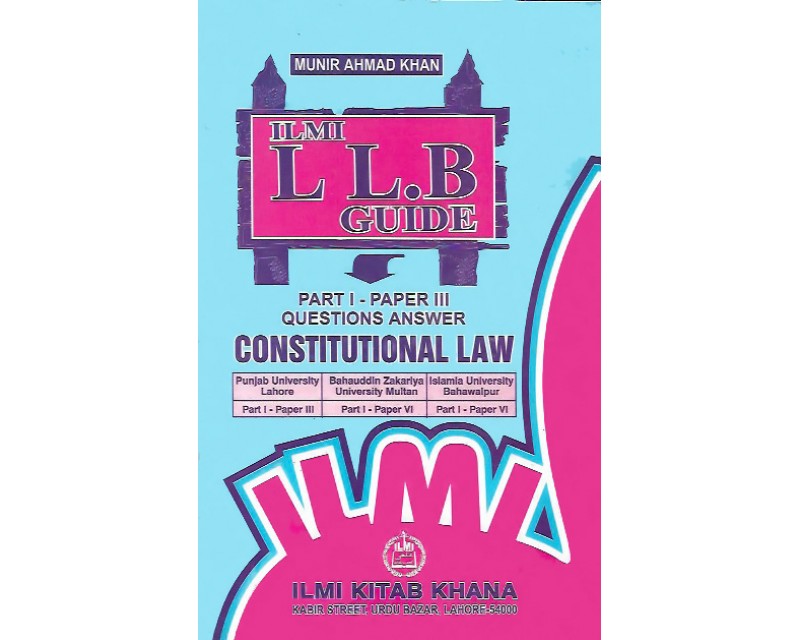 MUNIR AHMAD KHAN
ILMI
L L.B
GUIDE
PART I - PAPER III
QUESTIONS ANSWER
CONSTITUTIONAL LAW
Punjab University Lahore
Bahauddin Zakariya University Multan
Islamia University Bahawalpur
Part I - Paper III
Part I - Paper VI
Part I - Paper VI
ILMI
ILMI
ILMI KITAB KHANA
KABIR STREET, URDU BAZAR, LAHORE-54000